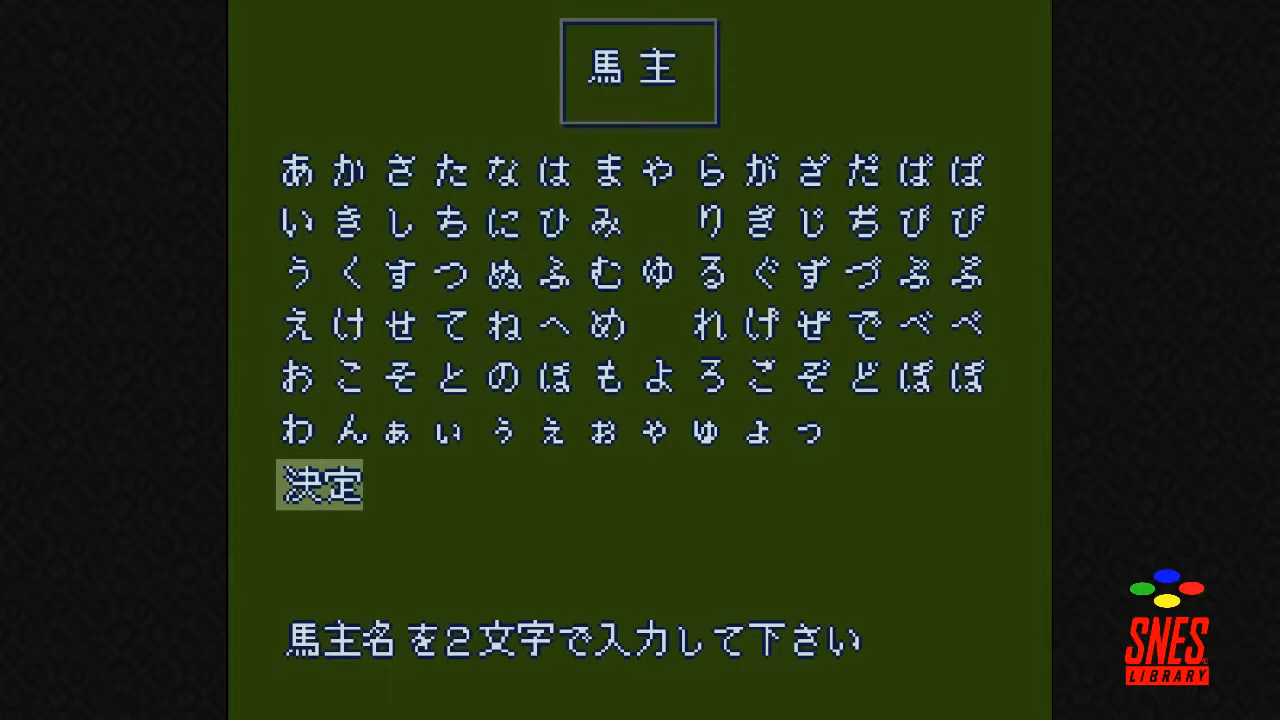 馬主
あかさたなはまやらがざだばぱ
いきしちにひみ りぎじぢびぴ
うくすつぬふむゆるぐずづぶぷ
えけせてねへめ れげぜでべぺ
おこそとのほもよろごぞどぼぽ
わんぁぃぅぇぉゃゅょっ
決定
馬主名を2文字で入力して下さい
SNES
LIBRARY